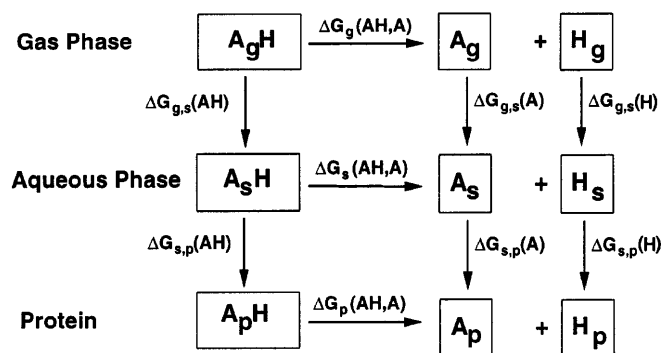 Gas Phase AgH ΔGg(AH,A) Ag + Hg
ΔGg,s(AH) ΔGg,s(A) ΔGg,s(H)
Aqueous Phase AsH ΔGs(AH,A) As + Hs
ΔGs,p(AH) ΔGs,p(A) ΔGs,p(H)
Protein ApH ΔGp(AH,A) Ap + Hp